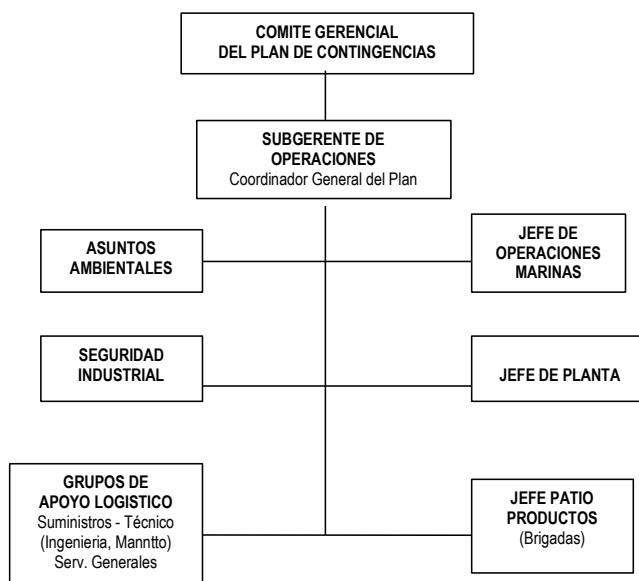 COMITE GERENCIAL
DEL PLAN DE CONTINGENCIAS
SUBGERENTE DE
OPERACIONES
Coordinador General del Plan
ASUNTOS
AMBIENTALES
JEFE DE
OPERACIONES
MARINAS
SEGURIDAD
INDUSTRIAL
JEFE DE PLANTA
GRUPOS DE
APOYO LOGISTICO
Suministros - Técnico
(Ingenieria, Manntto)
Serv. Generales
JEFE PATIO
PRODUCTOS
(Brigadas)